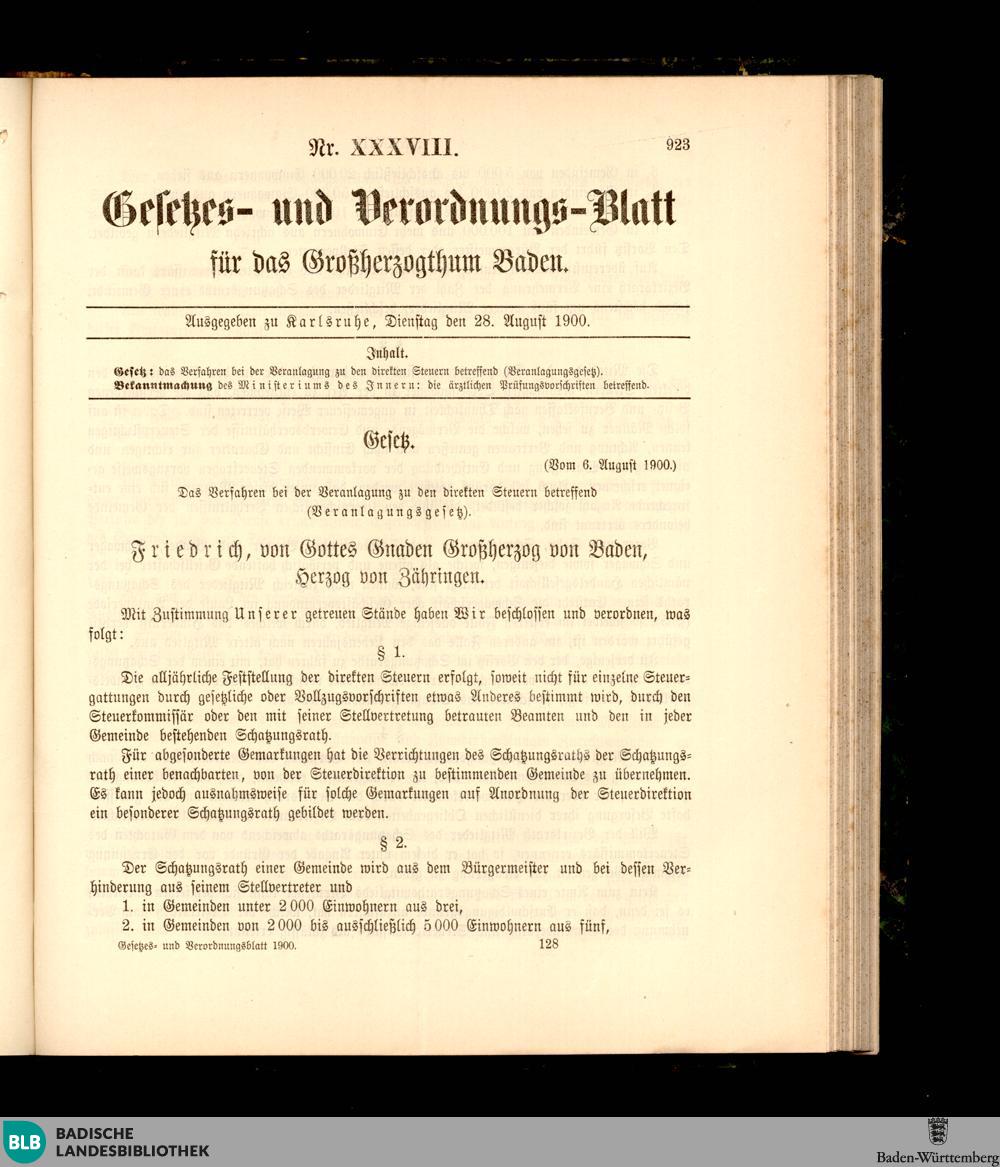 Nr. XXXVIII.
923
Gesetzes- und Verordnungs-Blatt
für das Großherzogthum Baden.
Ausgegeben zu Karlsruhe, Dienstag den 28. August 1900.
Inhalt.
Gesetz: das Verfahren bei der Veranlagung zu den direkten Steuern betreffend (Veranlagungsgesetz).
Bekanntmachung des Ministeriums des Innern: die ärztlichen Prüfungsvorschriften betreffend.
Gesetz.
(Vom 6. August 1900.)
Das Verfahren bei der Veranlagung zu den direkten Steuern betreffend
(Veranlagungsgesetz).
Friedrich, von Gottes Gnaden Großherzog von Baden,
Herzog von Zähringen.
Mit Zustimmung Unserer getreuen Stände haben Wir beschlossen und verordnen, was
folgt:
§ 1.
Die alljährliche Feststellung der direkten Steuern erfolgt, soweit nicht für einzelne Steuer-
gattungen durch gesetzliche oder Vollzugsvorschriften etwas Anderes bestimmt wird, durch den
Steuerkommissär oder den mit seiner Stellvertretung betrauten Beamten und den in jeder
Gemeinde bestehenden Schatzungsrath.
Für abgesonderte Gemarkungen hat die Verrichtungen des Schatzungsraths der Schatzungs-
rath einer benachbarten, von der Steuerdirektion zu bestimmenden Gemeinde zu übernehmen.
Es kann jedoch ausnahmsweise für solche Gemarkungen auf Anordnung der Steuerdirektion
ein besonderer Schatzungsrath gebildet werden.
§ 2.
Der Schatzungsrath einer Gemeinde wird aus dem Bürgermeister und bei dessen Ver-
hinderung aus seinem Stellvertreter und
1. in Gemeinden unter 2 000 Einwohnern aus drei,
2. in Gemeinden von 2 000 bis ausschließlich 5 000 Einwohnern aus fünf,
Gesetzes- und Verordnungsblatt 1900.
128
BLB
BADISCHE
LANDESBIBLIOTHEK
Baden-Württemberg